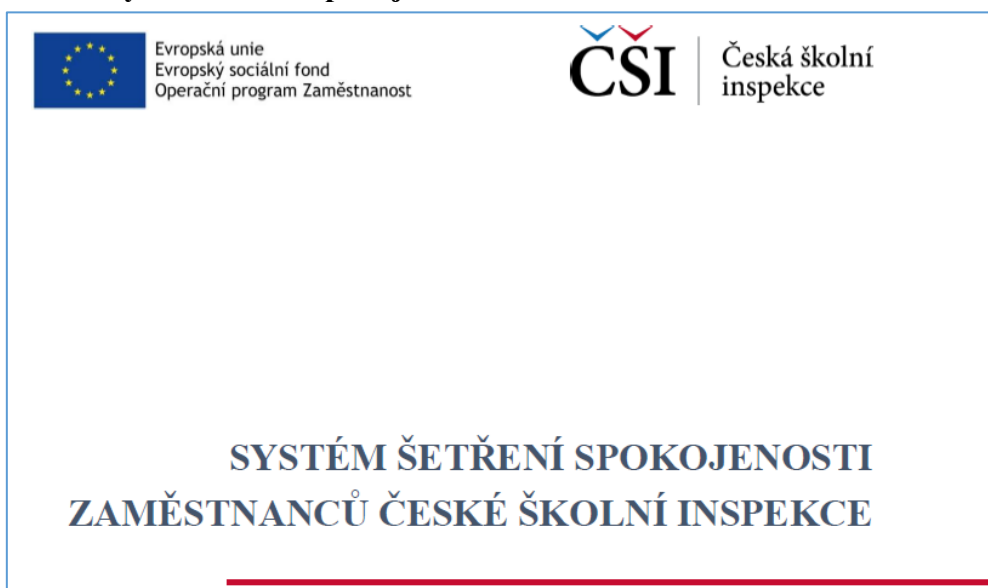 Evropská unie
Evropský sociální fond
Operační program Zaměstnanost
ČŠI
Česká školní
inspekce
SYSTÉM ŠETŘENÍ SPOKOJENOSTI
ZAMĚSTNANCŮ ČESKÉ ŠKOLNÍ INSPEKCE